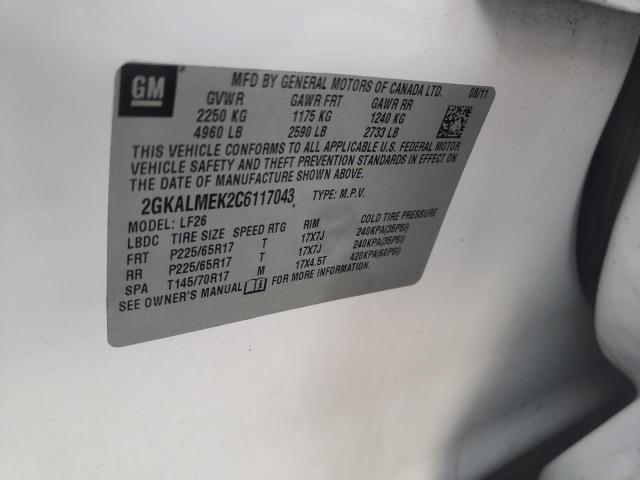 GM
MFD BY GENERAL MOTORS OF CANADA LTD. 08/11
GVWR GAWR FRT GAWR RR
2250 KG 1175 KG 1240 KG
4960 LB 2590 LB 2733 LB
THIS VEHICLE CONFORMS TO ALL APPLICABLE U.S. FEDERAL MOTOR
VEHICLE SAFETY AND THEFT PREVENTION STANDARDS IN EFFECT ON
THE DATE OF MANUFACTURE SHOWN ABOVE.
2GKALMEK2C6117043 TYPE: M.P.V.
MODEL: LF26
LBDC TIRE SIZE SPEED RTG RIM COLD TIRE PRESSURE
FRT P225/65R17 T 17X7J 240KPA(35PSI)
RR P225/65R17 T 17X7J 240KPA(35PSI)
SPA T145/70R17 M 17X4.5T 420KPA(60PSI)
SEE OWNER'S MANUAL FOR MORE INFORMATION.